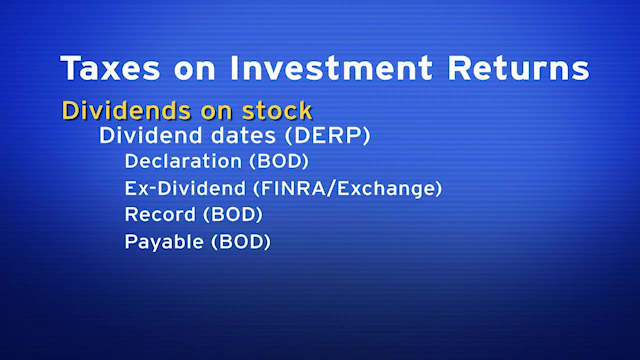 Taxes on Investment Returns
Dividends on stock
Dividend dates (DERP)
Declaration (BOD)
Ex-Dividend (FINRA/Exchange)
Record (BOD)
Payable (BOD)